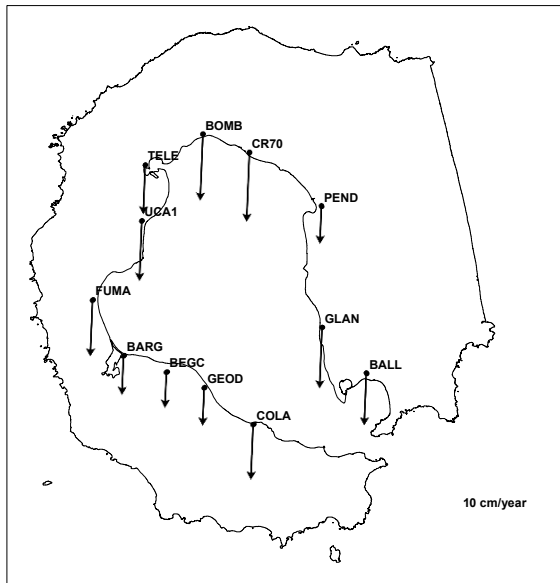 BOMB
CR70
TELE
PEND
UCA1
FUMA
GLAN
BARG
BEGC
BALL
GEOD
COLA
10 cm/year